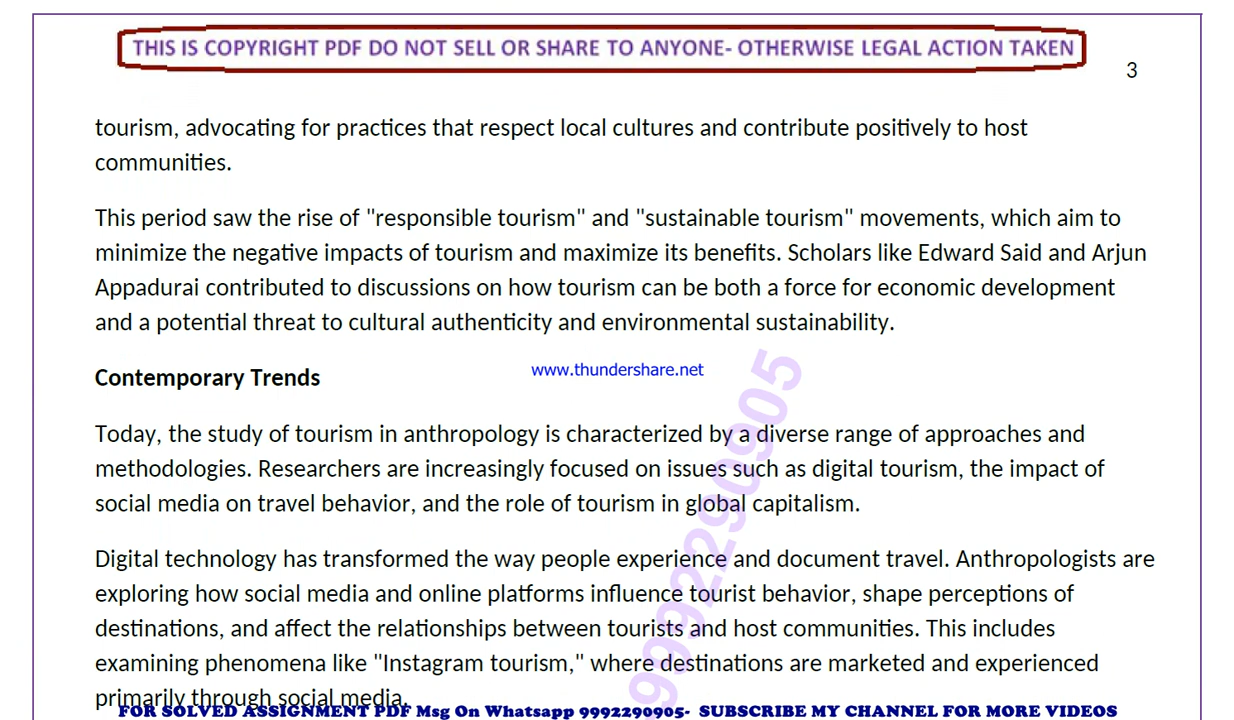 THIS IS COPYRIGHT PDF DO NOT SELL OR SHARE TO ANYONE- OTHERWISE LEGAL ACTION TAKEN
3
tourism, advocating for practices that respect local cultures and contribute positively to host
communities.
This period saw the rise of "responsible tourism" and "sustainable tourism" movements, which aim to
minimize the negative impacts of tourism and maximize its benefits. Scholars like Edward Said and Arjun
Appadurai contributed to discussions on how tourism can be both a force for economic development
and a potential threat to cultural authenticity and environmental sustainability.
www.thundershare.net
Contemporary Trends
Today, the study of tourism in anthropology is characterized by a diverse range of approaches and
methodologies. Researchers are increasingly focused on issues such as digital tourism, the impact of
social media on travel behavior, and the role of tourism in global capitalism.
Digital technology has transformed the way people experience and document travel. Anthropologists are
exploring how social media and online platforms influence tourist behavior, shape perceptions of
destinations, and affect the relationships between tourists and host communities. This includes
examining phenomena like "Instagram tourism," where destinations are marketed and experienced
primarily through social media.
FOR SOLVED ASSIGNMENT PDF Msg On Whatsapp 9992290905- SUBSCRIBE MY CHANNEL FOR MORE VIDEOS
9992290905